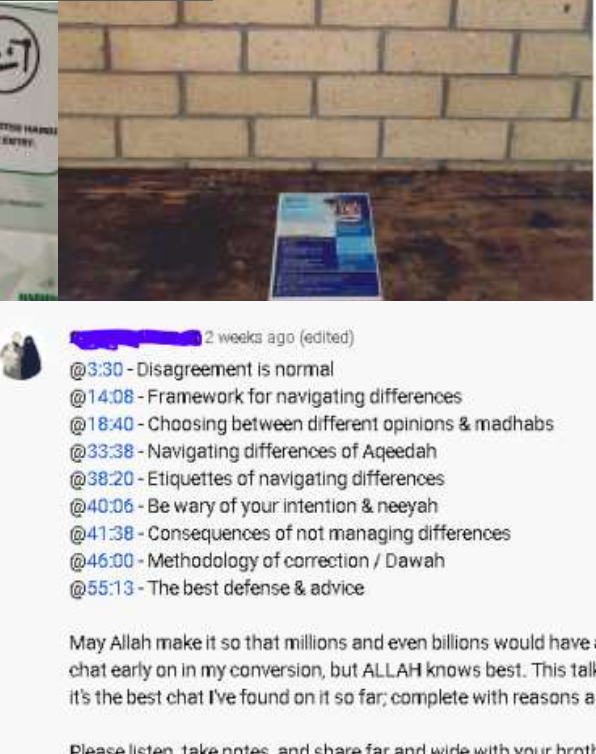 ENTRY.
2 weeks ago (edited)
@3:30 - Disagreement is normal
@14:08 - Framework for navigating differences
@18:40 - Choosing between different opinions & madhabs
@33:38 - Navigating differences of Aqeedah
@38:20 - Etiquettes of navigating differences
@40:06 - Be wary of your intention & neeyah
@41:38 - Consequences of not managing differences
@46:00 - Methodology of correction / Dawah
@55:13 - The best defense & advice
May Allah make it so that millions and even billions would have a
chat early on in my conversion, but ALLAH knows best. This talk
it's the best chat I've found on it so far; complete with reasons a
Please listen, take notes, and share far and wide with your broth